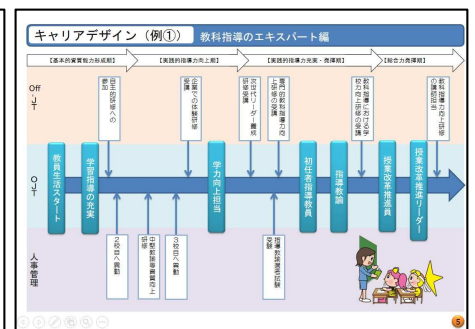 キャリアデザイン（例①） 教科指導のエキスパート編
【基本的資質能力形成期】
【実践的指導力向上期】
【実践的指導力充実・発揮期】
【総合力発揮期】
Off-JT
自主的研修への
参加
企業での体験研修
受講
次世代リーダー養成
研修受講
専門的教科指導力向
上研修の受講
教科指導における学
校力向上研修の受講
教科指導力向上研修
の講師担当
OJT
教員生活スタート
学習指導の充実
学力向上担当
初任者指導教員
指導教諭
授業改革推進員
授業改革推進リーダー
人事管理
2校目へ異動
中堅教諭等資質向上
研修
3校目へ異動
指導教諭選考試験
受験
5